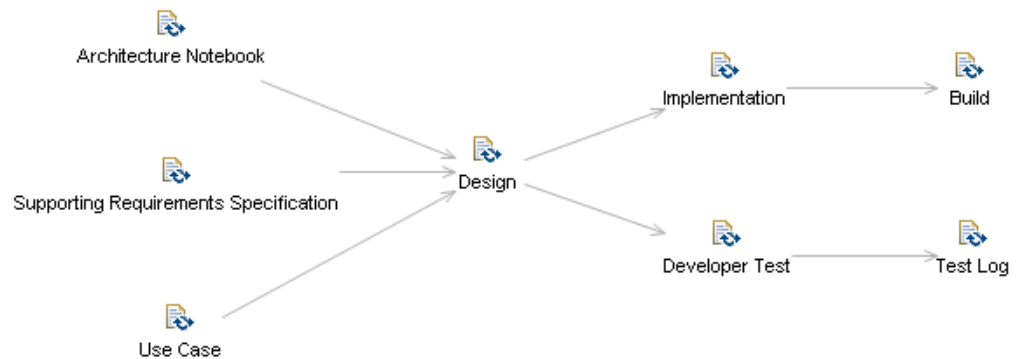 Architecture Notebook
Implementation
Build
Design
Supporting Requirements Specification
Developer Test
Test Log
Use Case